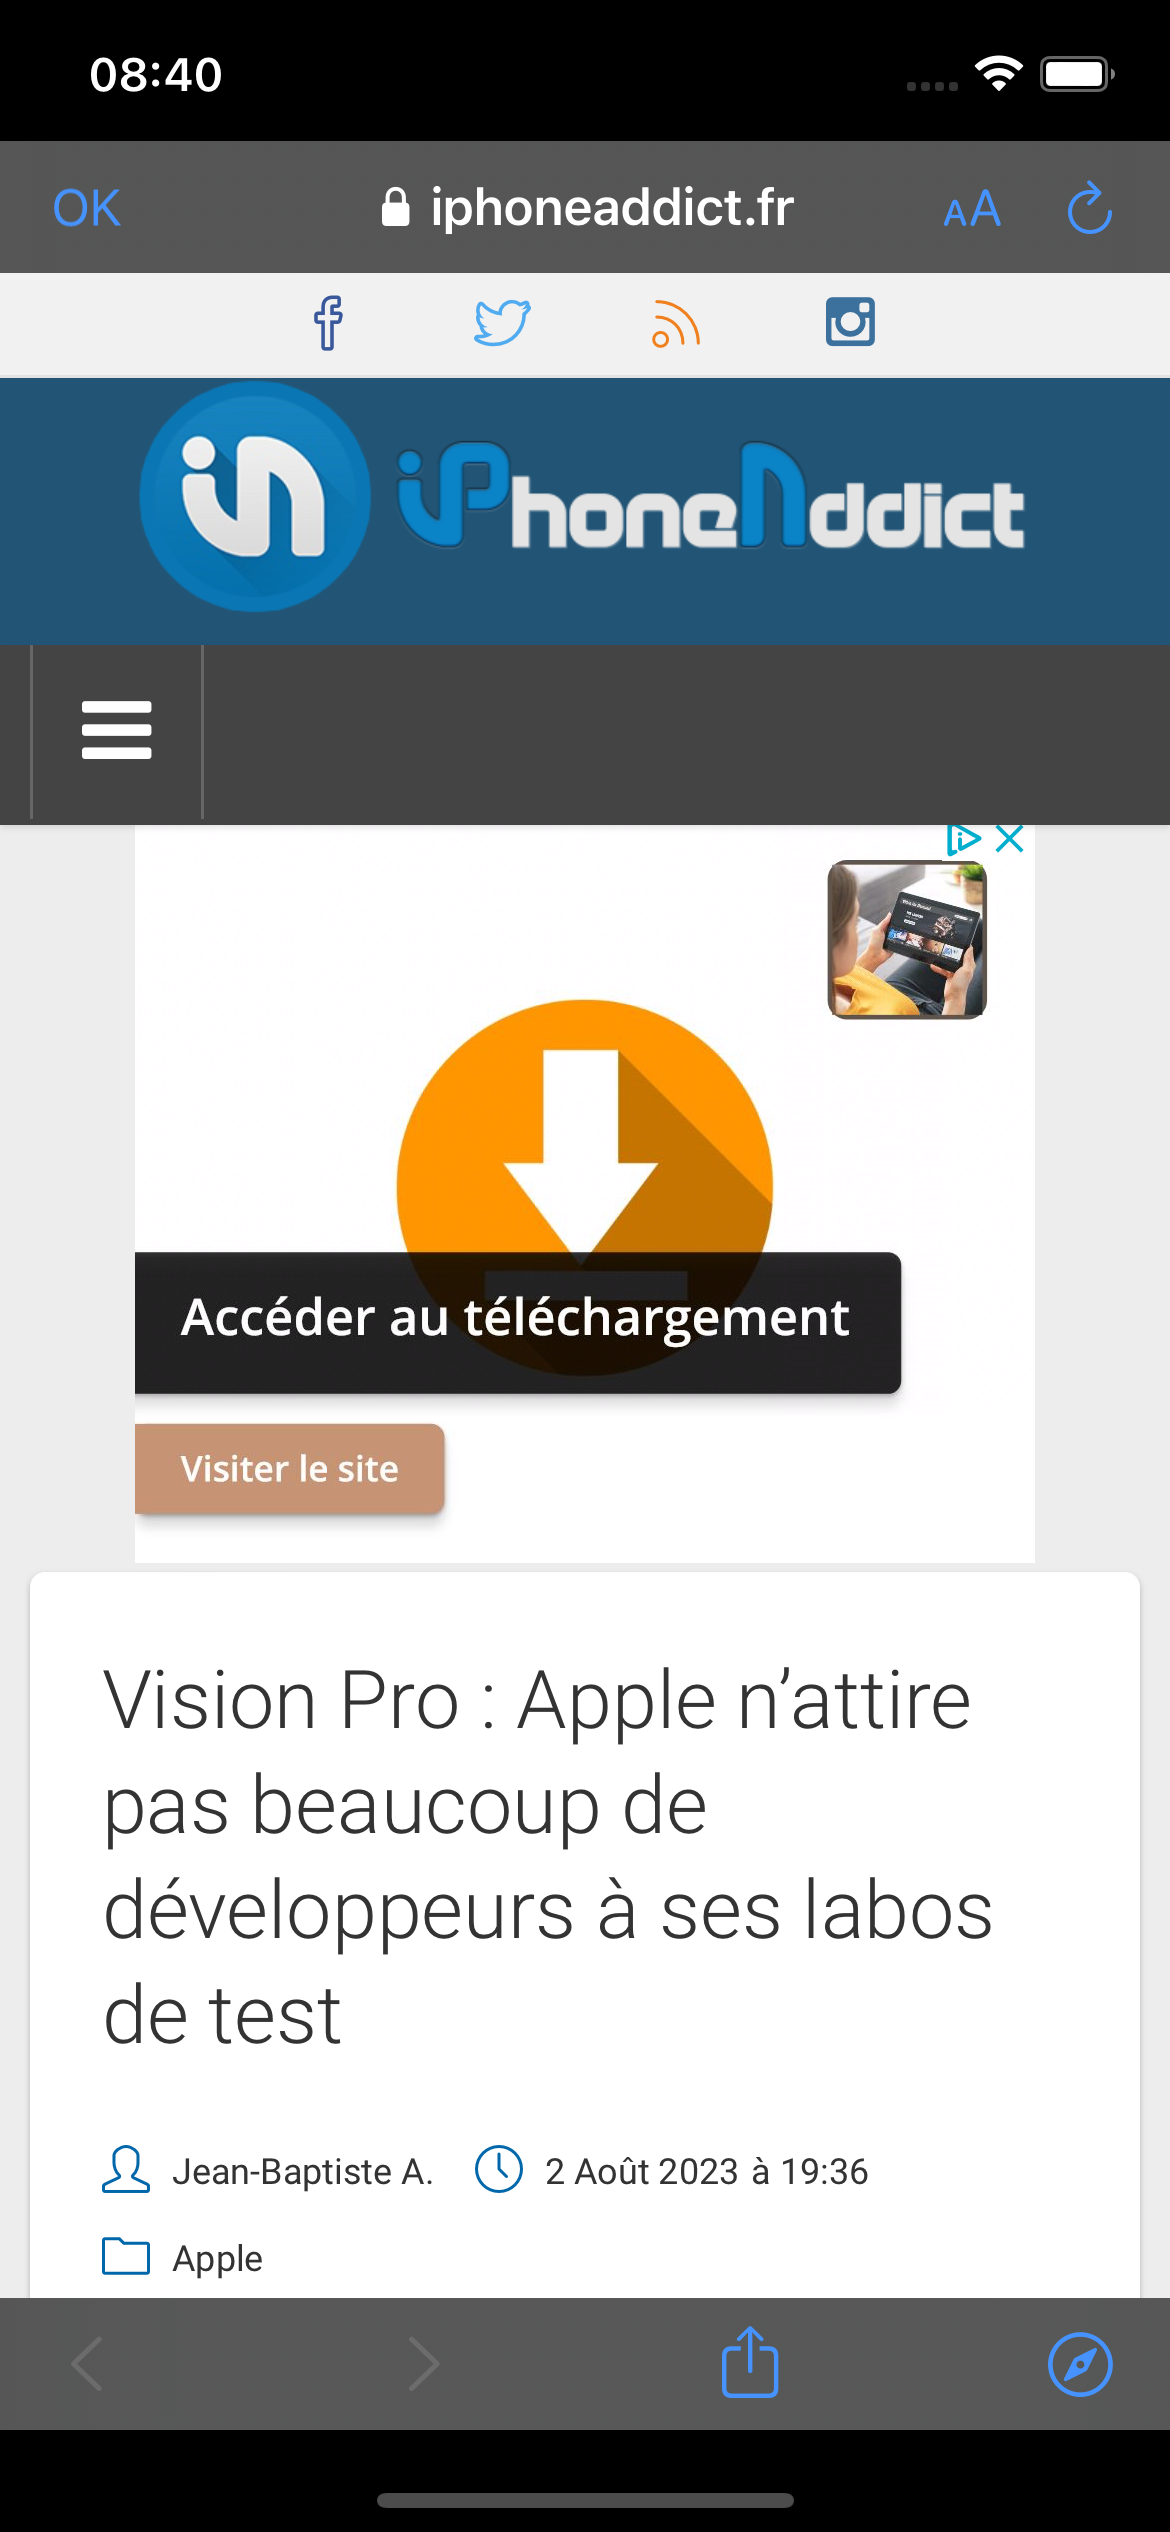 08:40
OK
iphoneaddict.fr
AA
iPhoneAddict
Accéder au téléchargement
Visiter le site
Vision Pro : Apple n’attire
pas beaucoup de
développeurs à ses labos
de test
Jean-Baptiste A.
2 Août 2023 à 19:36
Apple